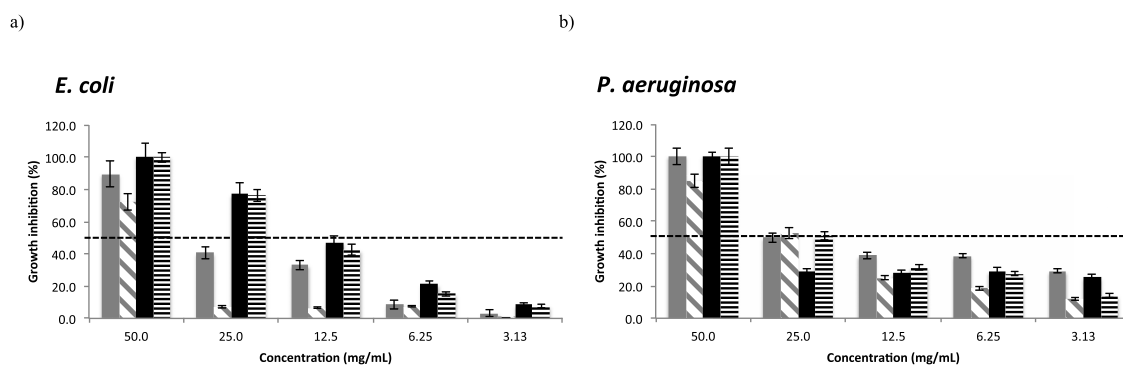 a)
b)
E. coli
120.0
100.0
80.0
60.0
40.0
20.0
0.0
Growth inhibition (%)
50.0 25.0 12.5 6.25 3.13
Concentration (mg/mL)
P. aeruginosa
120.0
100.0
80.0
60.0
40.0
20.0
0.0
Growth inhibition (%)
50.0 25.0 12.5 6.25 3.13
Concentration (mg/mL)